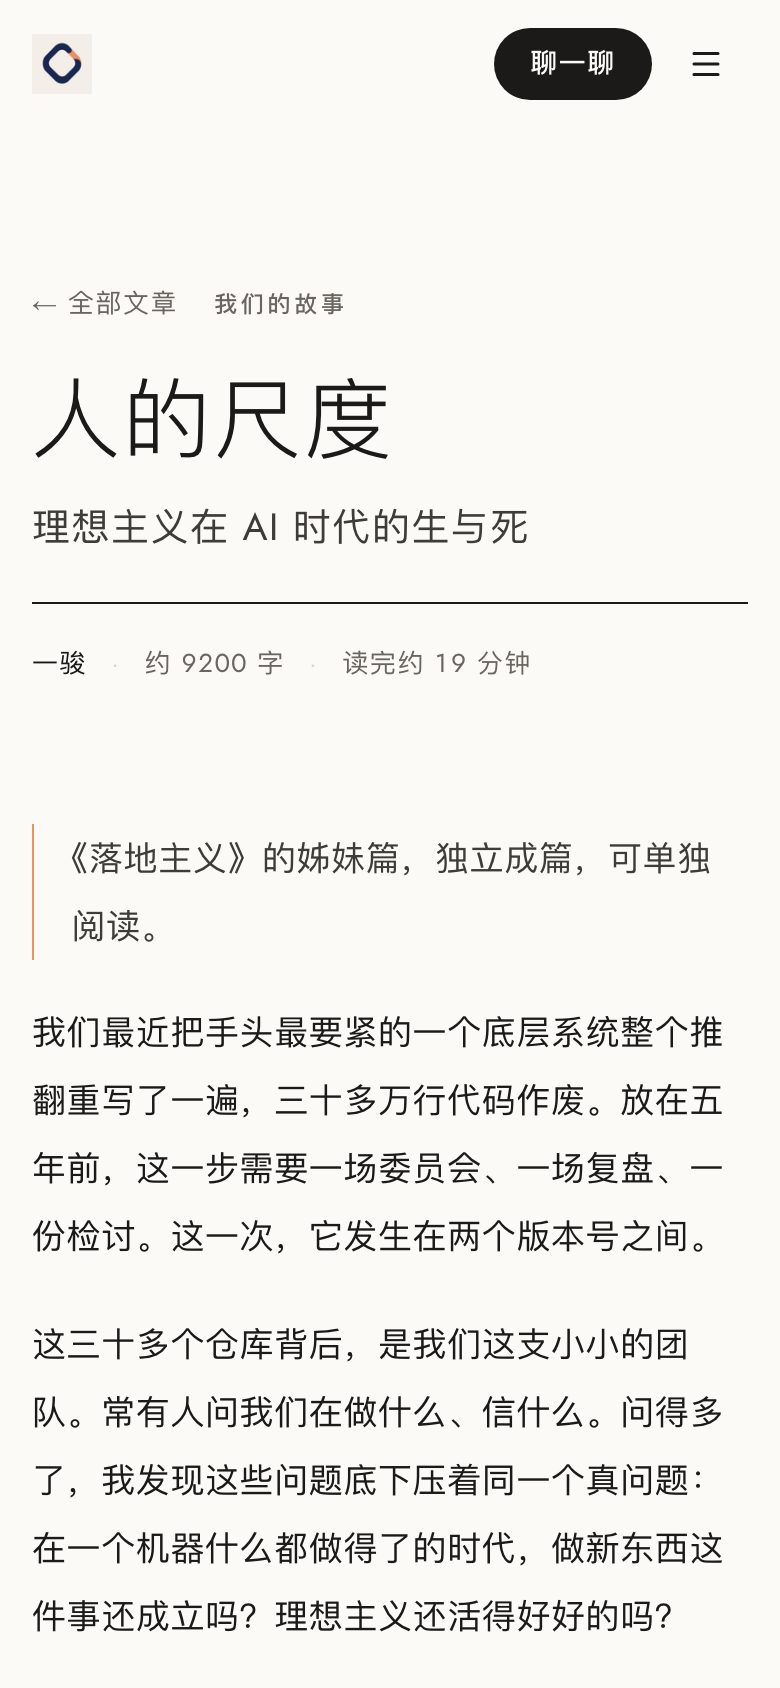 聊一聊
← 全部文章 我们的故事
人的尺度
理想主义在 AI 时代的生与死
一骏 · 约 9200 字 · 读完约 19 分钟
《落地主义》的姊妹篇，独立成篇，可单独
阅读。
我们最近把手头最要紧的一个底层系统整个推
翻重写了一遍，三十多万行代码作废。放在五
年前，这一步需要一场委员会、一场复盘、一
份检讨。这一次，它发生在两个版本号之间。
这三十多个仓库背后，是我们这支小小的团
队。常有人问我们在做什么、信什么。问得多
了，我发现这些问题底下压着同一个真问题：
在一个机器什么都做得了的时代，做新东西这
件事还成立吗？理想主义还活得好好的吗？